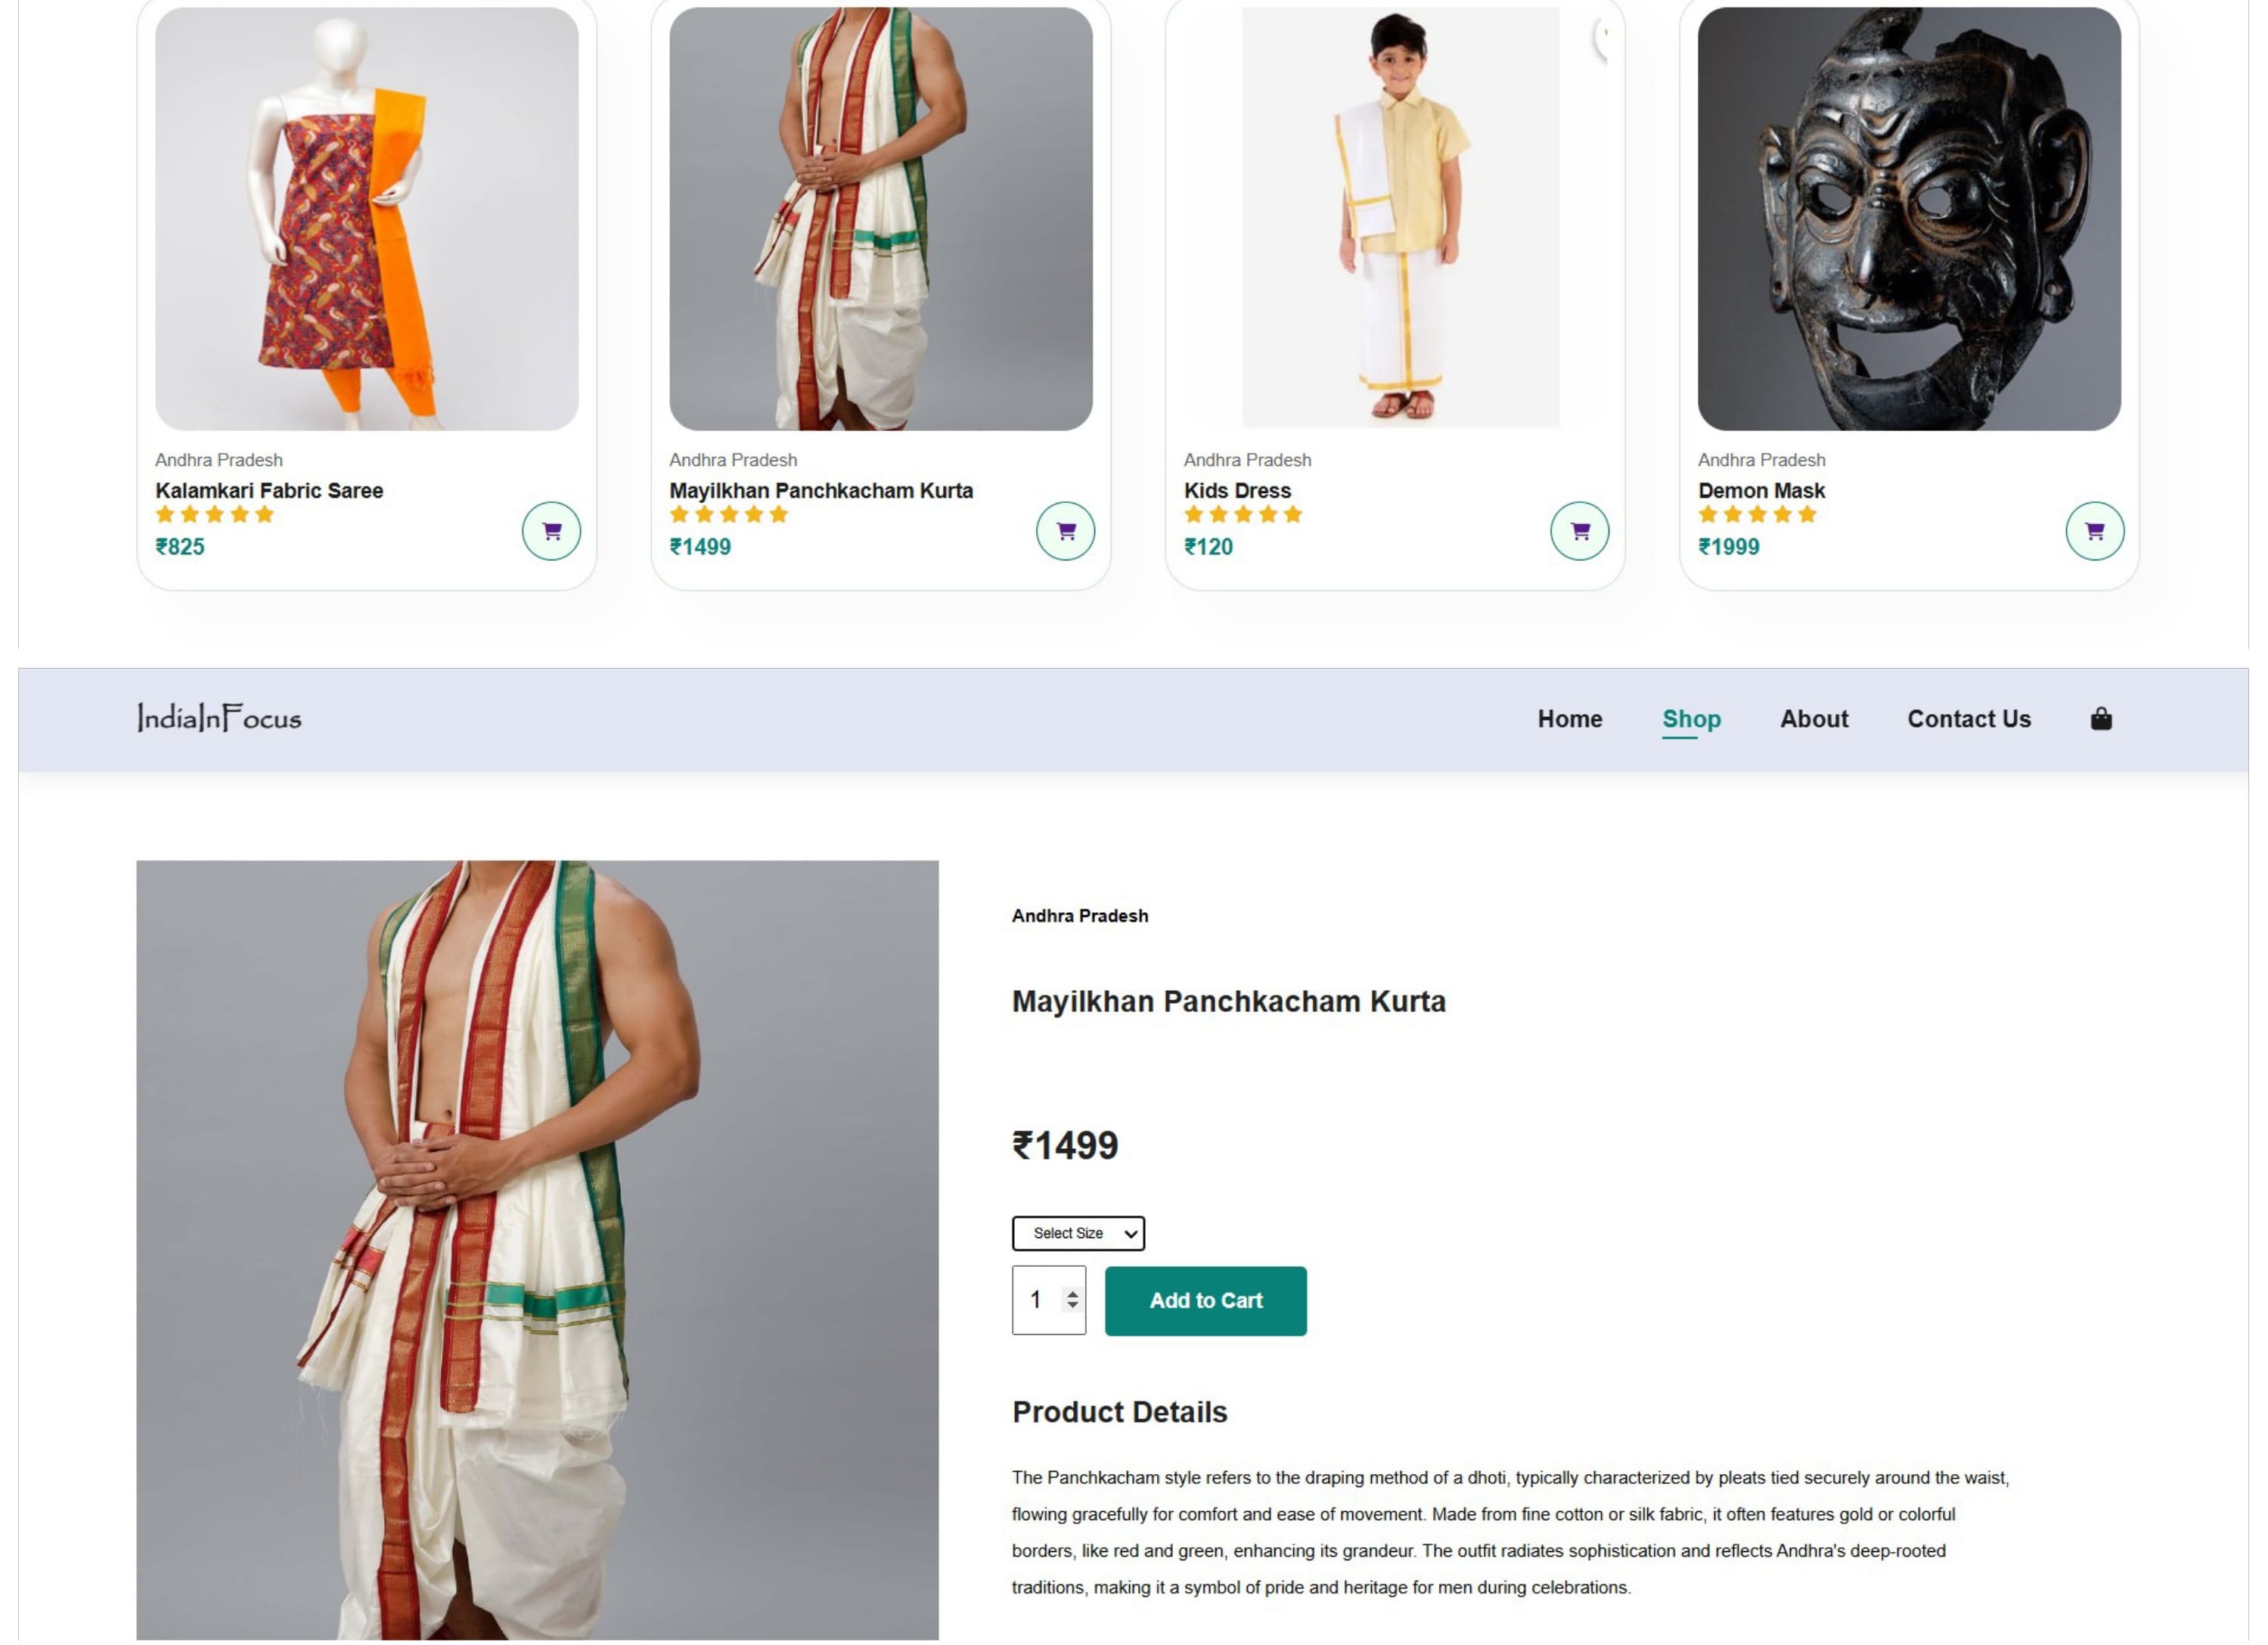 Andhra Pradesh
Kalamkari Fabric Saree
₹825
Andhra Pradesh
Mayilkhan Panchkacham Kurta
₹1499
Andhra Pradesh
Kids Dress
₹120
Andhra Pradesh
Demon Mask
₹1999
IndiaInFocus
Home
Shop
About
Contact Us
Andhra Pradesh
Mayilkhan Panchkacham Kurta
₹1499
Select Size
1
Add to Cart
Product Details
The Panchkacham style refers to the draping method of a dhoti, typically characterized by pleats tied securely around the waist,
flowing gracefully for comfort and ease of movement. Made from fine cotton or silk fabric, it often features gold or colorful
borders, like red and green, enhancing its grandeur. The outfit radiates sophistication and reflects Andhra's deep-rooted
traditions, making it a symbol of pride and heritage for men during celebrations.